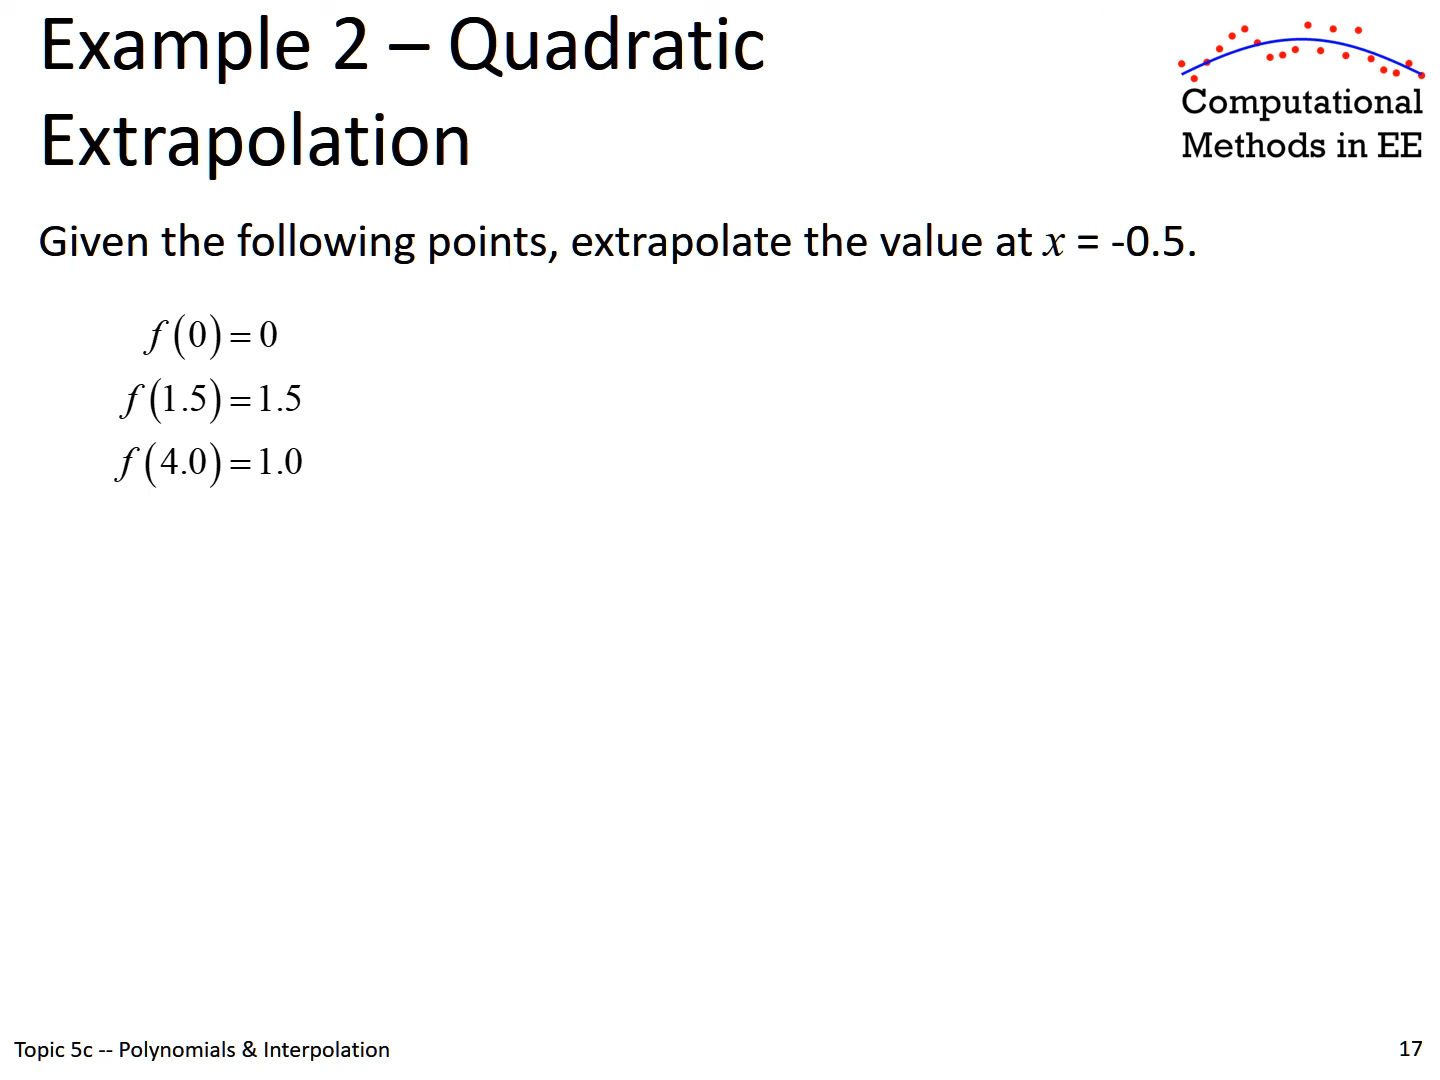 Example 2 – Quadratic
Extrapolation
Computational
Methods in EE
Given the following points, extrapolate the value at x = -0.5.
f(0)=0
f(1.5)=1.5
f(4.0)=1.0
Topic 5c -- Polynomials & Interpolation
17